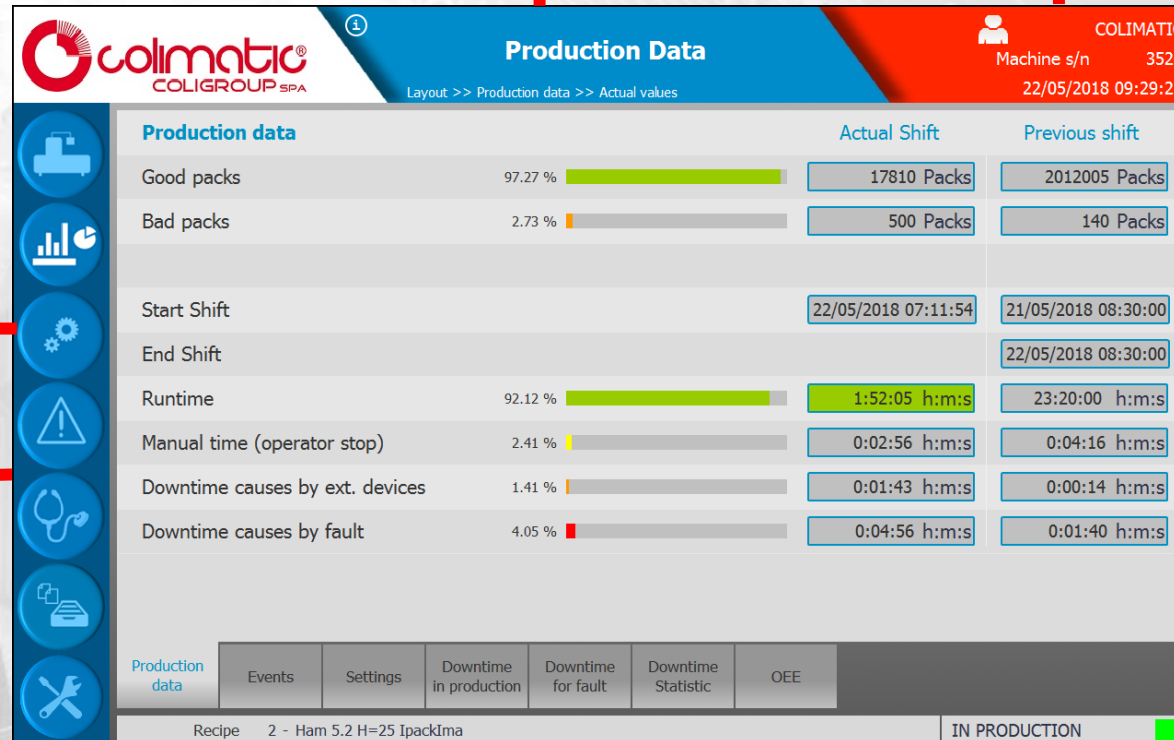 colimatic®
COLIGROUP SPA
i
Production Data
Layout >> Production data >> Actual values
COLIMATIC
Machine s/n 352
22/05/2018 09:29:2
Production data Actual Shift Previous shift
Good packs 97.27 % 17810 Packs 2012005 Packs
Bad packs 2.73 % 500 Packs 140 Packs
Start Shift 22/05/2018 07:11:54 21/05/2018 08:30:00
End Shift 22/05/2018 08:30:00
Runtime 92.12 % 1:52:05 h:m:s 23:20:00 h:m:s
Manual time (operator stop) 2.41 % 0:02:56 h:m:s 0:04:16 h:m:s
Downtime causes by ext. devices 1.41 % 0:01:43 h:m:s 0:00:14 h:m:s
Downtime causes by fault 4.05 % 0:04:56 h:m:s 0:01:40 h:m:s
Production data
Events
Settings
Downtime in production
Downtime for fault
Downtime Statistic
OEE
Recipe 2 - Ham 5.2 H=25 IpackIma IN PRODUCTION